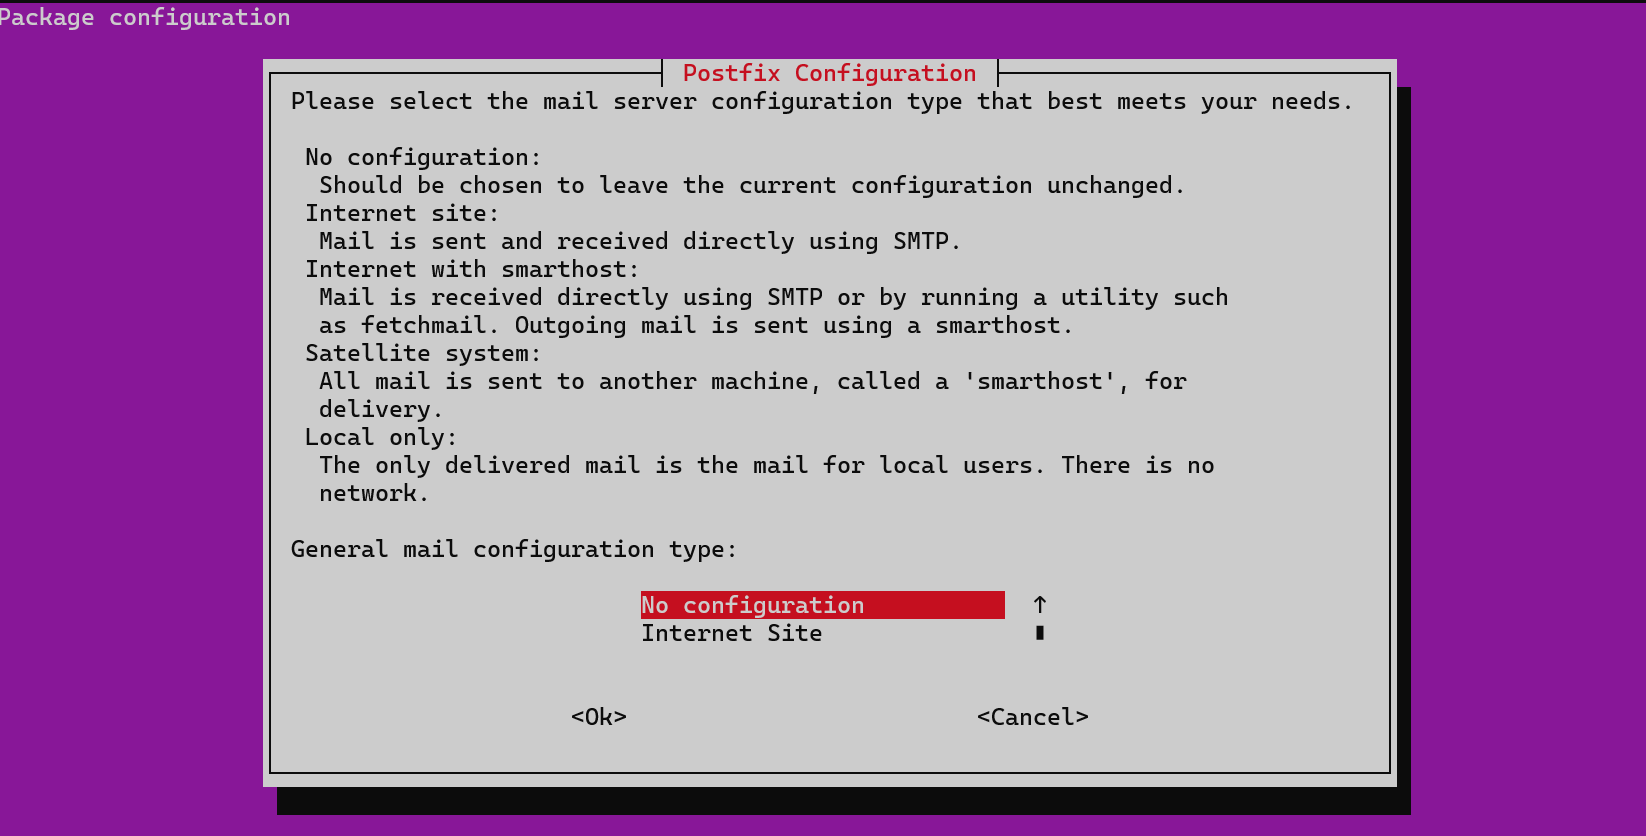 Package configuration
Postfix Configuration
Please select the mail server configuration type that best meets your needs.
No configuration:
Should be chosen to leave the current configuration unchanged.
Internet site:
Mail is sent and received directly using SMTP.
Internet with smarthost:
Mail is received directly using SMTP or by running a utility such
as fetchmail. Outgoing mail is sent using a smarthost.
Satellite system:
All mail is sent to another machine, called a 'smarthost', for
delivery.
Local only:
The only delivered mail is the mail for local users. There is no
network.
General mail configuration type:
No configuration ↑
Internet Site ▮
<Ok> <Cancel>